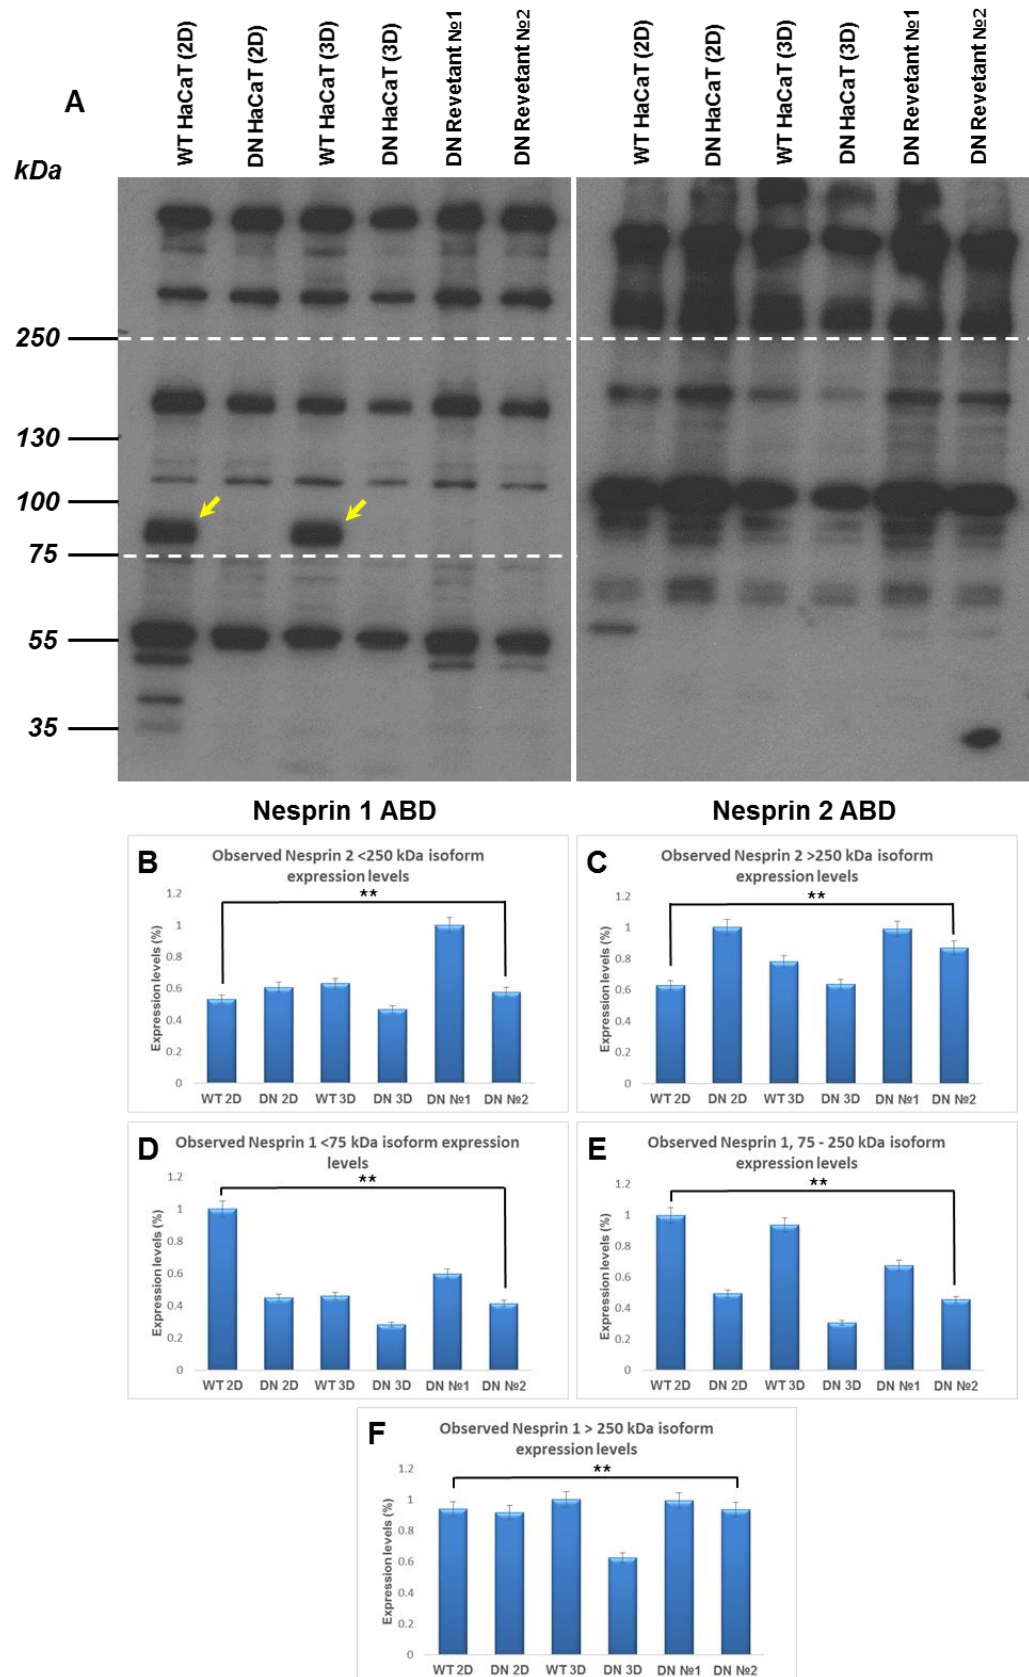 WT HaCaT (2D)
DN HaCaT (2D)
WT HaCaT (3D)
DN HaCaT (3D)
DN Revetant №1
DN Revetant №2
WT HaCaT (2D)
DN HaCaT (2D)
WT HaCaT (3D)
DN HaCaT (3D)
DN Revetant №1
DN Revetant №2
A
kDa
250
130
100
75
55
35
Nesprin 1 ABD
Nesprin 2 ABD
B
Observed Nesprin 2 <250 kDa isoform
expression levels
**
Expression levels (%)
1.2
1
0.8
0.6
0.4
0.2
0
WT 2D DN 2D WT 3D DN 3D DN №1 DN №2
C
Observed Nesprin 2 >250 kDa isoform
expression levels
**
Expression levels (%)
1.2
1
0.8
0.6
0.4
0.2
0
WT 2D DN 2D WT 3D DN 3D DN №1 DN №2
D
Observed Nesprin 1 <75 kDa isoform expression
levels
**
Expression levels (%)
1.2
1
0.8
0.6
0.4
0.2
0
WT 2D DN 2D WT 3D DN 3D DN №1 DN №2
E
Observed Nesprin 1, 75 - 250 kDa isoform
expression levels
**
Expression levels (%)
1.2
1
0.8
0.6
0.4
0.2
0
WT 2D DN 2D WT 3D DN 3D DN №1 DN №2
F
Observed Nesprin 1 > 250 kDa isoform
expression levels
**
Expression levels (%)
1.2
1
0.8
0.6
0.4
0.2
0
WT 2D DN 2D WT 3D DN 3D DN №1 DN №2